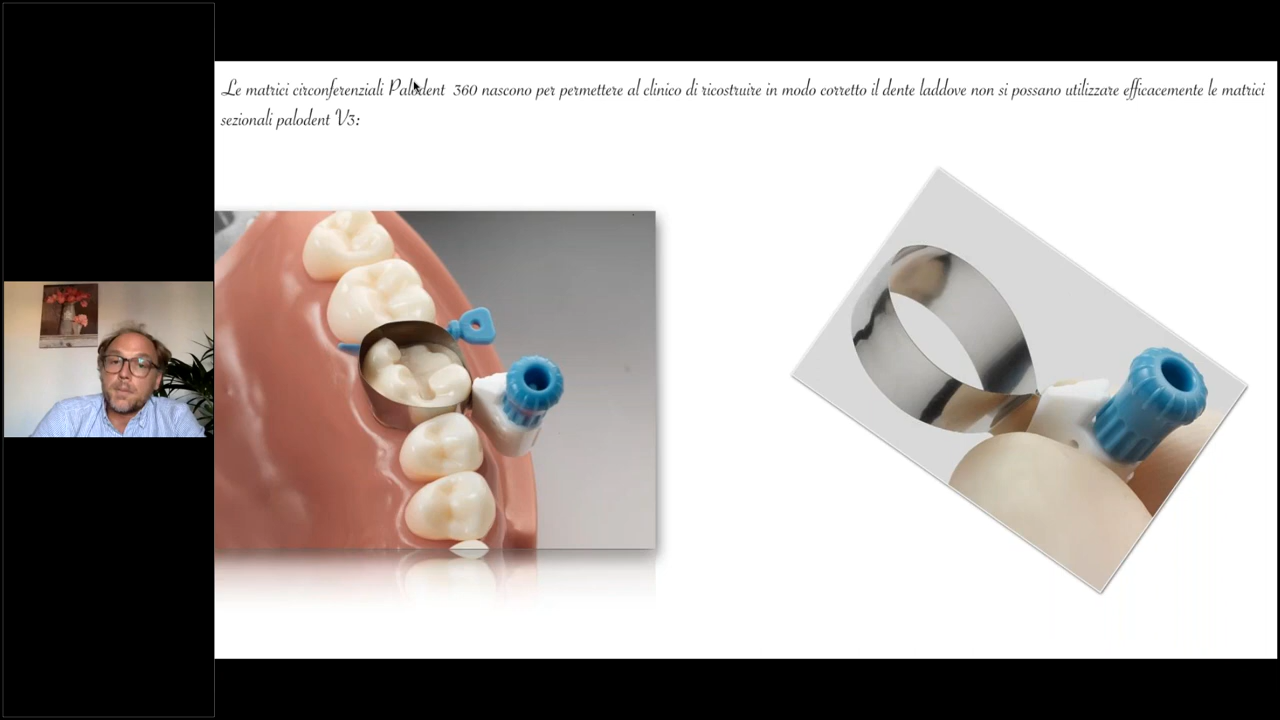 Le matrici circonferenziali Palodent 360 nascono per permettere al clinico di ricostruire in modo corretto il dente laddove non si possano utilizzare efficacemente le matrici
sezionali palodent V3: